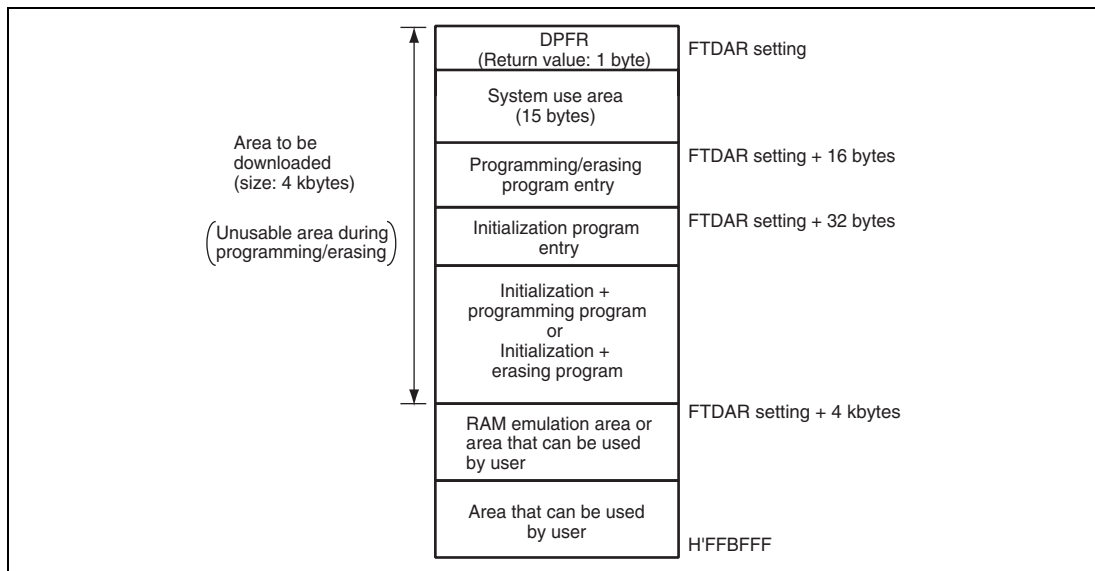 DPFR
(Return value: 1 byte)
FTDAR setting
System use area
(15 bytes)
Area to be
downloaded
(size: 4 kbytes)
(Unusable area during
programming/erasing)
FTDAR setting + 16 bytes
Programming/erasing
program entry
FTDAR setting + 32 bytes
Initialization program
entry
Initialization +
programming program
or
Initialization +
erasing program
FTDAR setting + 4 kbytes
RAM emulation area or
area that can be used
by user
Area that can be used
by user
H'FFBFFF